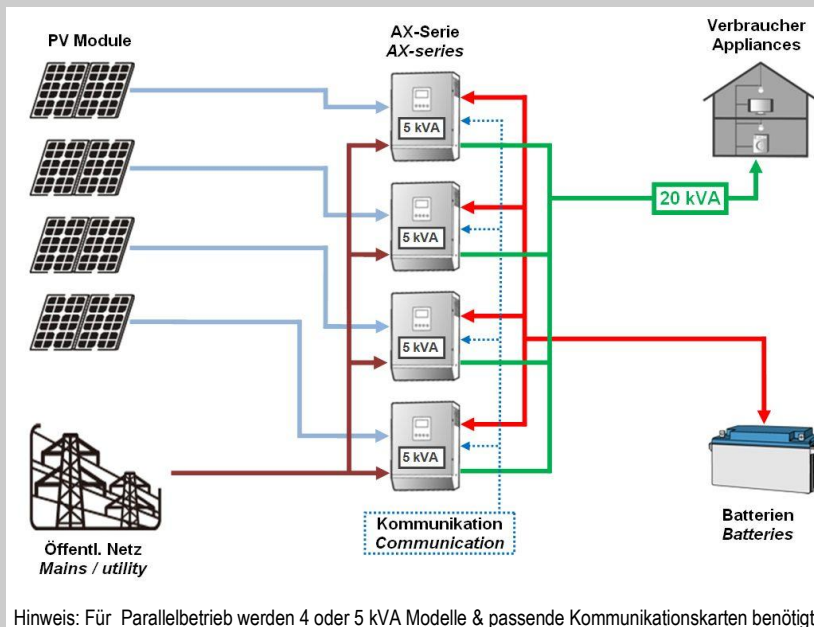 PV Module
AX-Serie
AX-series
Verbraucher
Appliances
5 kVA
5 kVA
20 kVA
5 kVA
5 kVA
Kommunikation
Communication
Öffentl. Netz
Mains / utility
Batterien
Batteries
Hinweis: Für Parallelbetrieb werden 4 oder 5 kVA Modelle & passende Kommunikationskarten benötigt